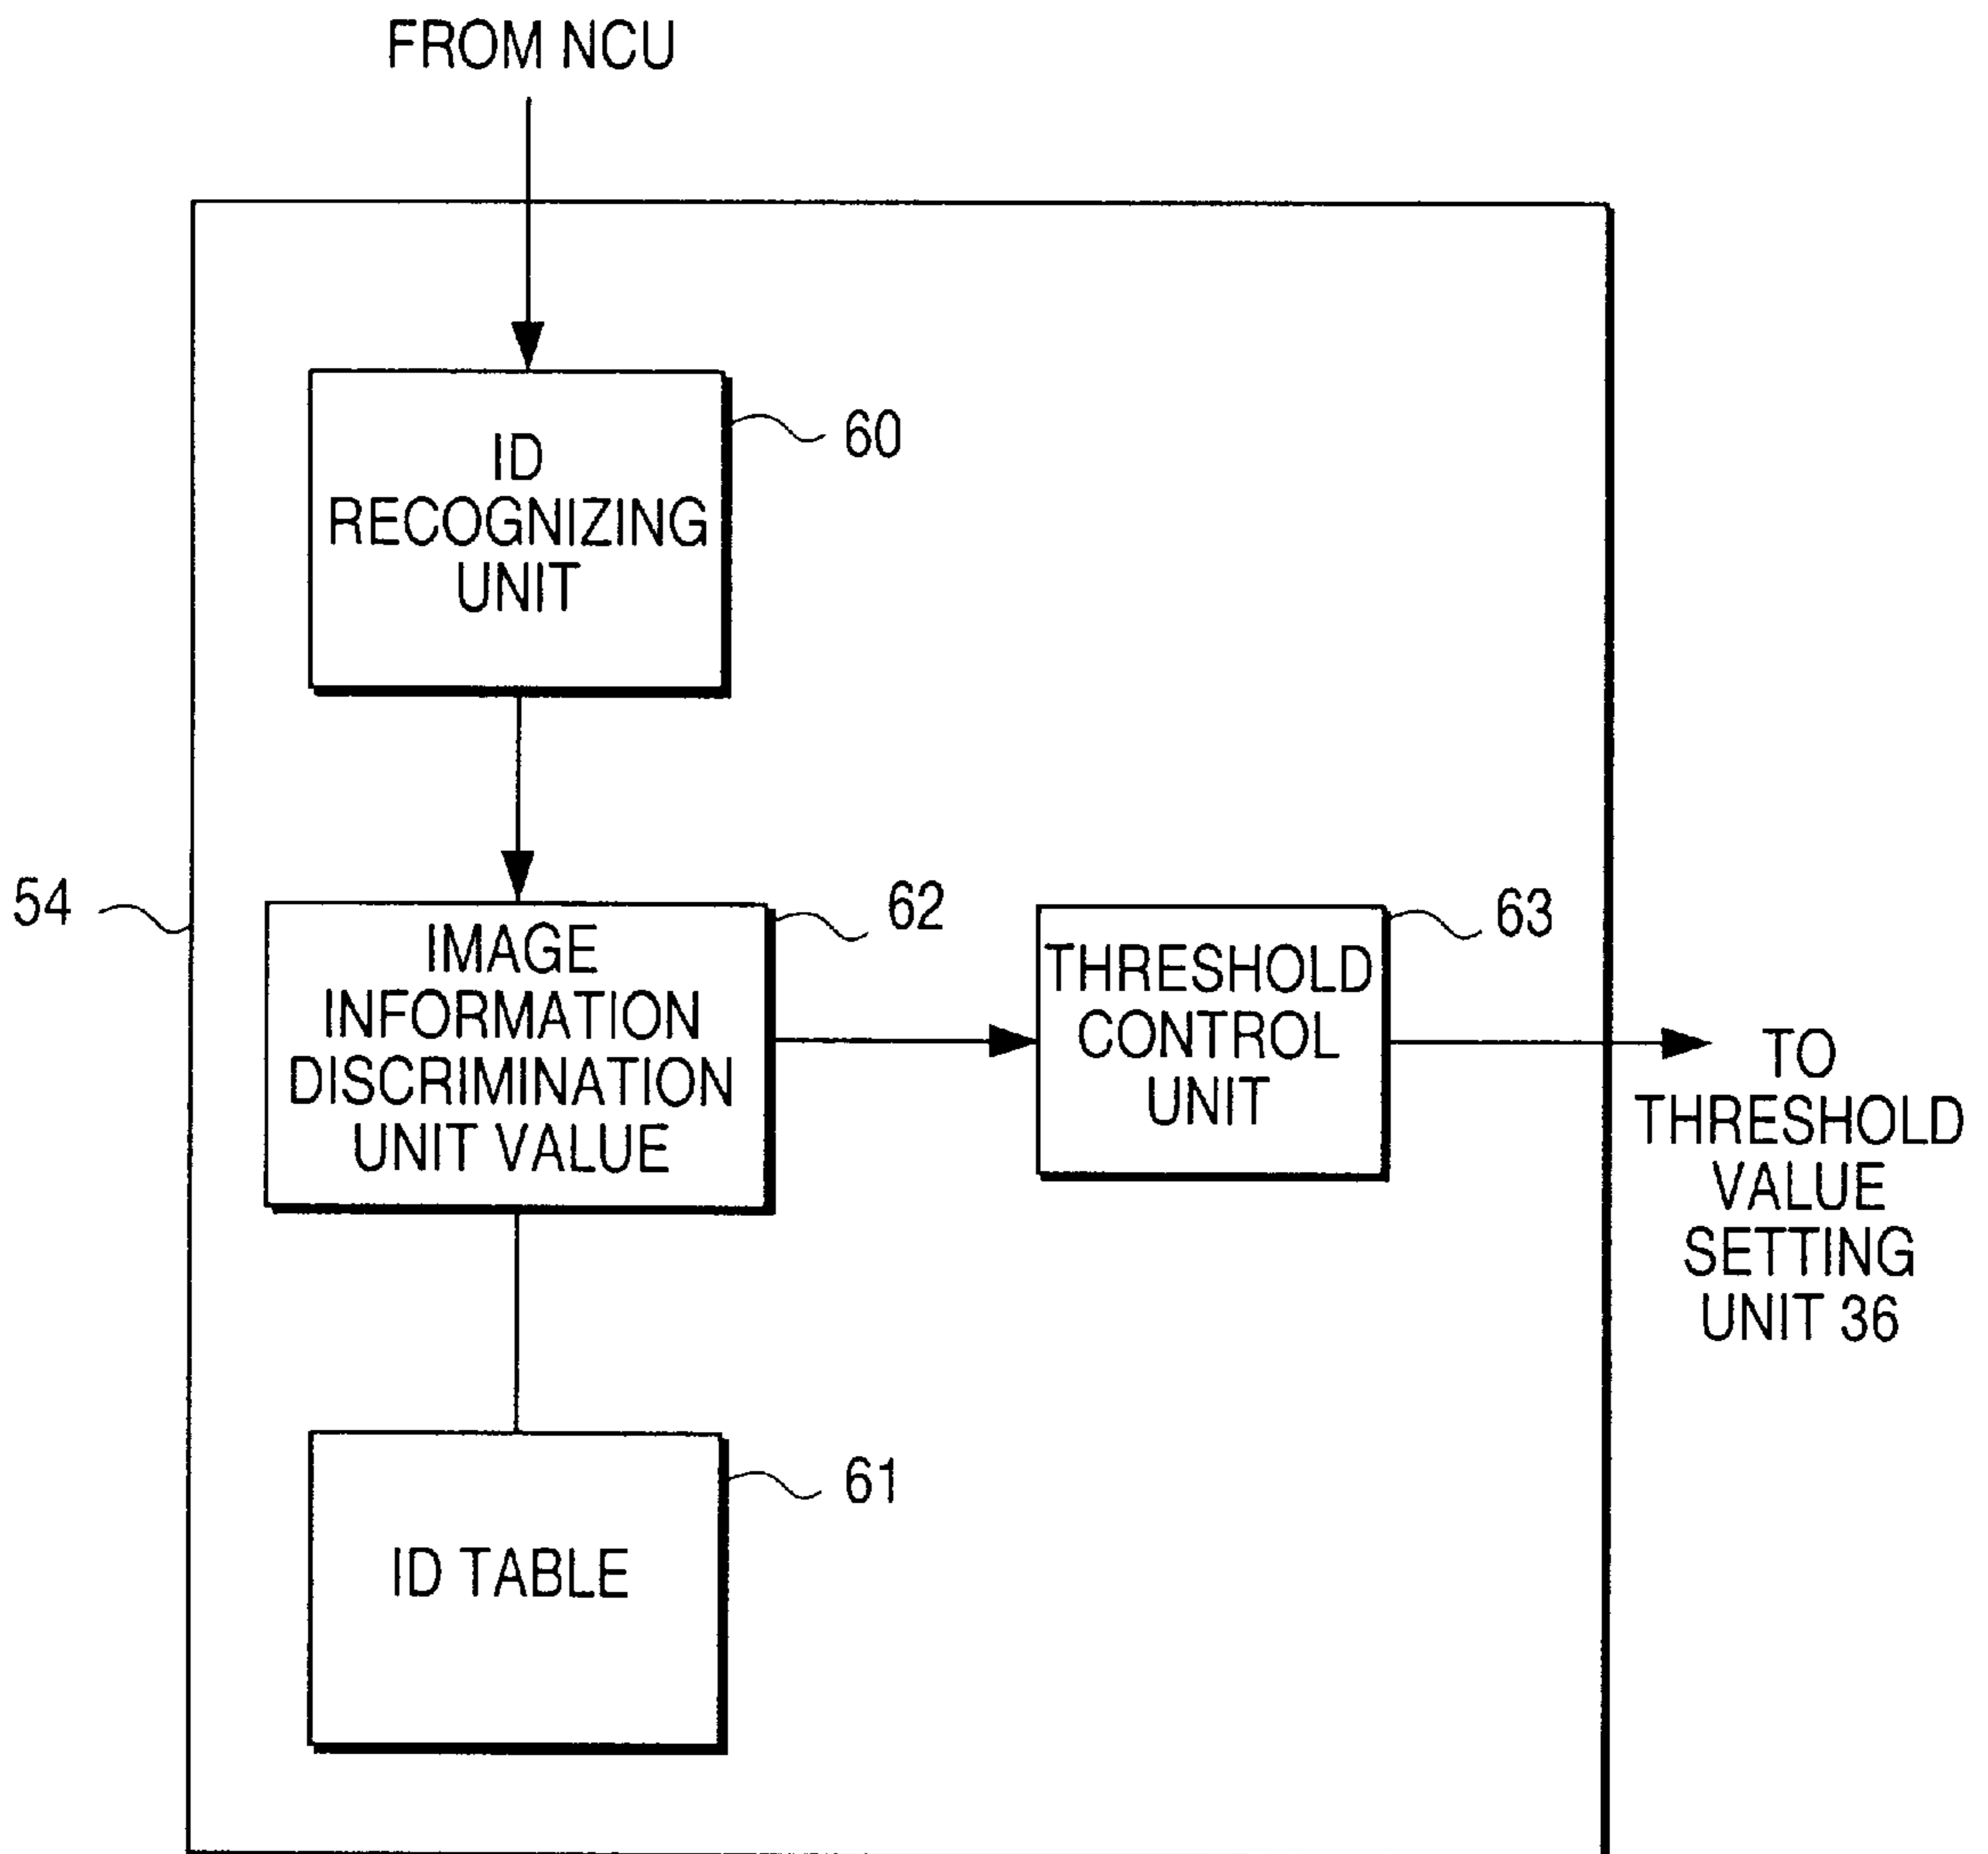 FROM NCU
60
ID
RECOGNIZING
UNIT
54
62
IMAGE
INFORMATION
DISCRIMINATION
UNIT VALUE
63
THRESHOLD
CONTROL
UNIT
TO
THRESHOLD
VALUE
SETTING
UNIT 36
61
ID TABLE